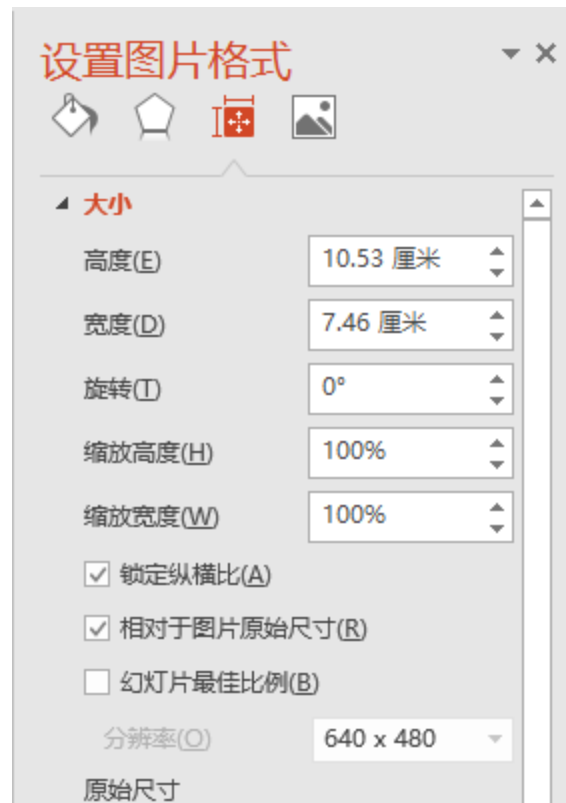 设置图片格式
大小
高度(E) 10.53 厘米
宽度(D) 7.46 厘米
旋转(T) 0°
缩放高度(H) 100%
缩放宽度(W) 100%
锁定纵横比(A)
相对于图片原始尺寸(R)
幻灯片最佳比例(B)
分辨率(O) 640 x 480
原始尺寸